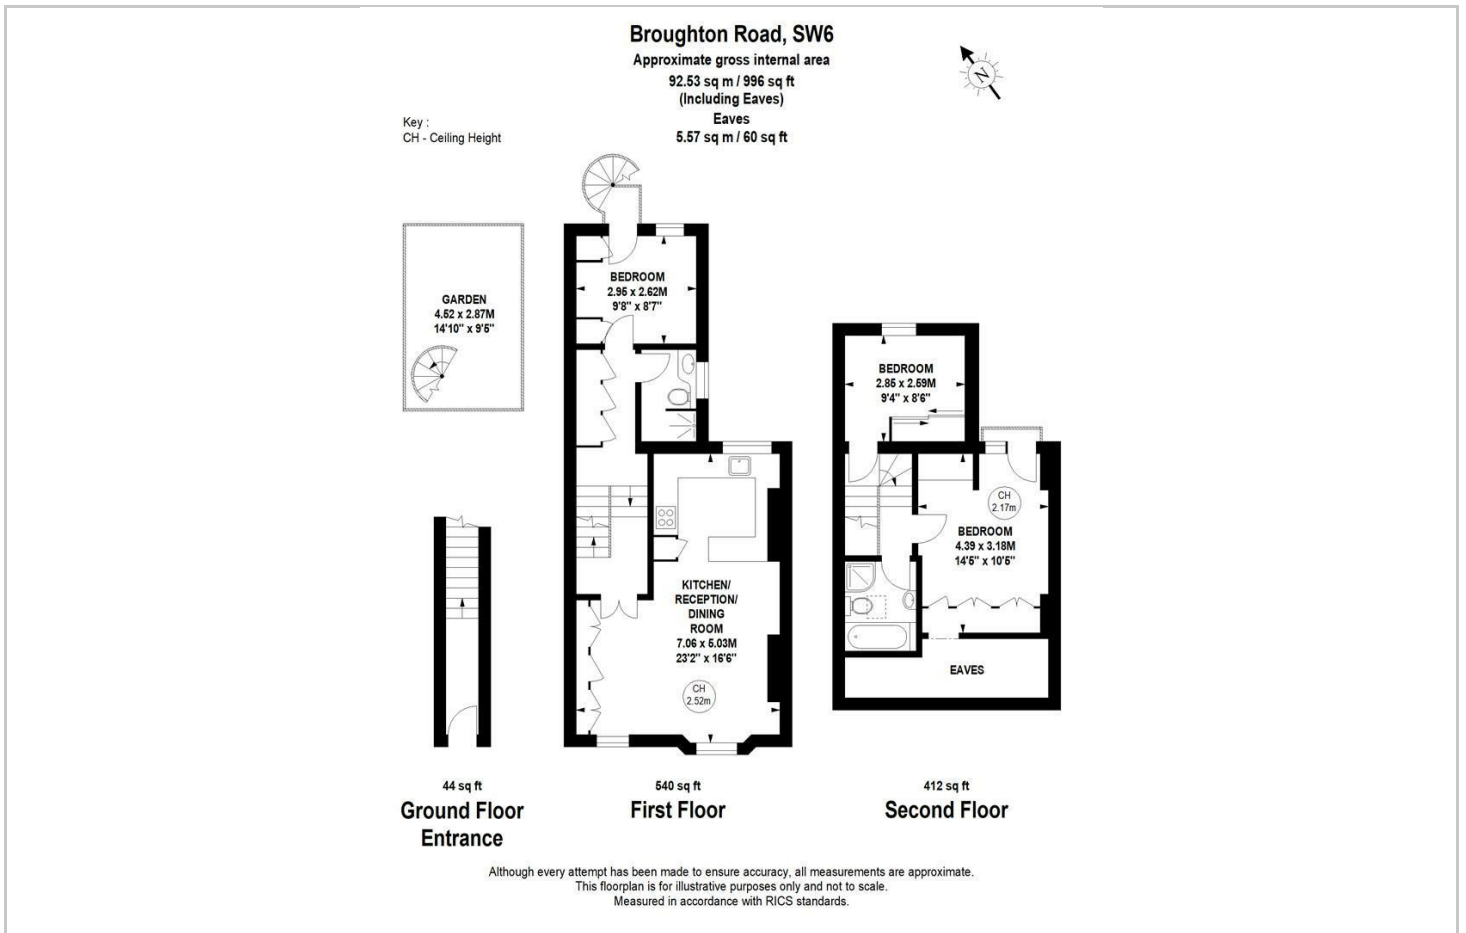 Broughton Road, SW6
Approximate gross internal area
92.53 sq m / 996 sq ft
(Including Eaves)
Eaves
5.57 sq m / 60 sq ft
N
Key :
CH - Ceiling Height
GARDEN
4.52 x 2.87M
14'10" x 9'5"
BEDROOM
2.95 x 2.62M
9'8" x 8'7"
KITCHEN/
RECEPTION/
DINING
ROOM
7.06 x 5.03M
23'2" x 16'6"
CH
2.52m
BEDROOM
2.85 x 2.59M
9'4" x 8'6"
CH
2.17m
BEDROOM
4.39 x 3.18M
14'5" x 10'5"
EAVES
44 sq ft
Ground Floor
Entrance
540 sq ft
First Floor
412 sq ft
Second Floor
Although every attempt has been made to ensure accuracy, all measurements are approximate.
This floorplan is for illustrative purposes only and not to scale.
Measured in accordance with RICS standards.